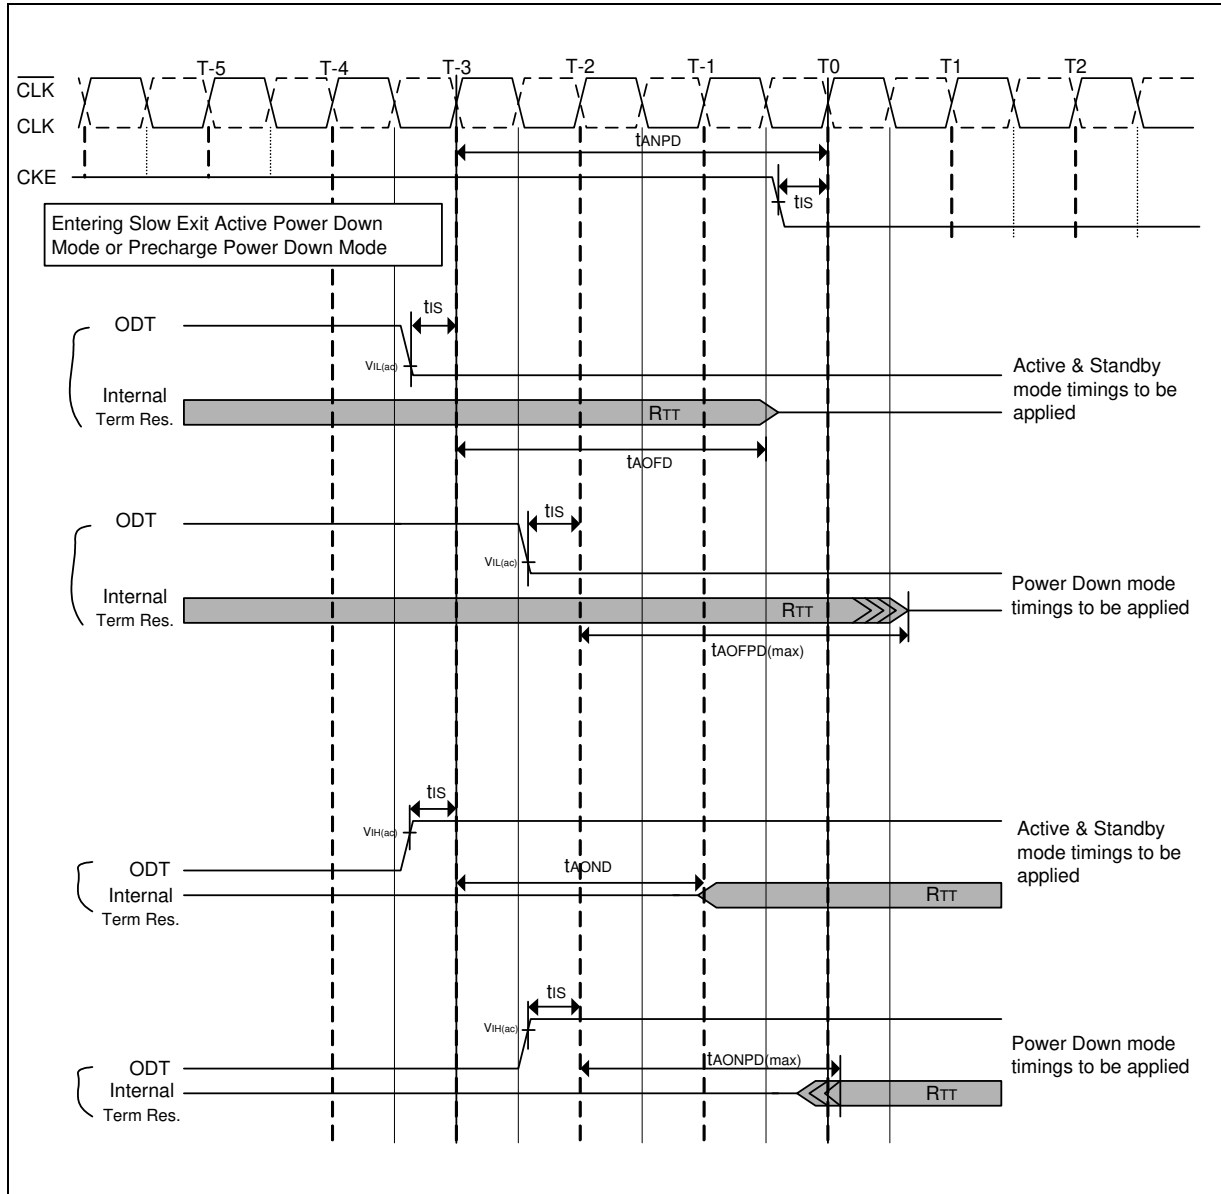 T-5 T-4 T-3 T-2 T-1 T0 T1 T2
CLK
CLK
tANPD
CKE
tIS
Entering Slow Exit Active Power Down
Mode or Precharge Power Down Mode
tIS
ODT
VIL(ac)
Active & Standby
mode timings to be
applied
Internal
Term Res.
RTT
tAOFD
tIS
ODT
VIL(ac)
Power Down mode
timings to be applied
Internal
Term Res.
RTT
tAOFPD(max)
tIS
VIH(ac)
Active & Standby
mode timings to be
applied
ODT
tAOND
Internal
Term Res.
RTT
tIS
VIH(ac)
Power Down mode
timings to be applied
ODT
tAONPD(max)
Internal
Term Res.
RTT